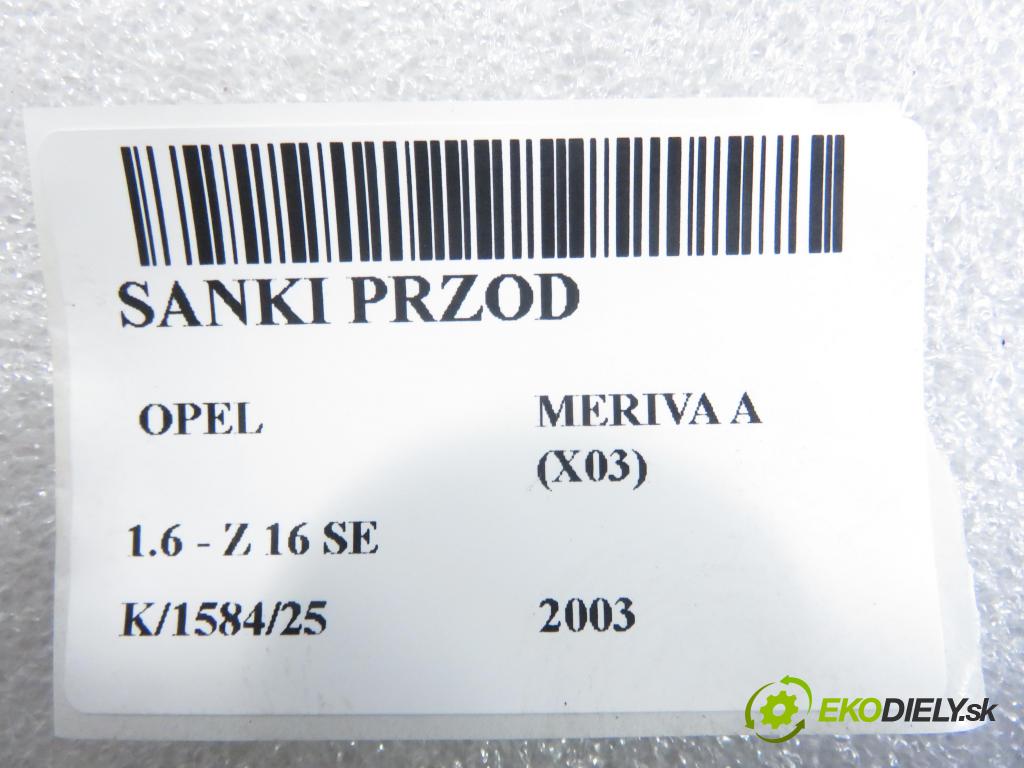 SANKI PRZOD
OPEL MERIVA A
(X03)
1.6 - Z 16 SE
K/1584/25 2003
EKODIELY.sk